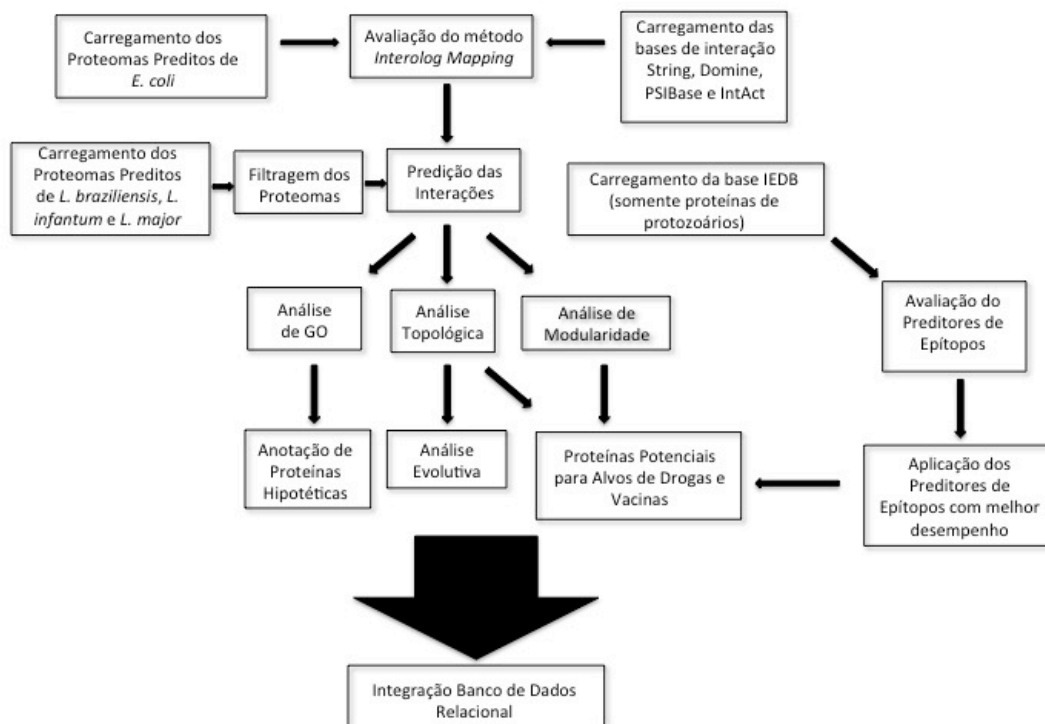 Carregamento dos
Proteomas Preditos de
E. coli
Avaliação do método
Interolog Mapping
Carregamento das
bases de interação
String, Domine,
PSIBase e IntAct
Carregamento dos
Proteomas Preditos
de L. braziliensis, L.
infantum e L. major
Filtragem dos
Proteomas
Predição das
Interações
Carregamento da base IEDB
(somente proteínas de
protozoários)
Análise
de GO
Análise
Topológica
Análise de
Modularidade
Avaliação do
Preditores de
Epítopos
Anotação de
Proteínas
Hipotéticas
Análise
Evolutiva
Proteínas Potenciais
para Alvos de Drogas e
Vacinas
Aplicação dos
Preditores de
Epítopos com melhor
desempenho
Integração Banco de Dados
Relacional